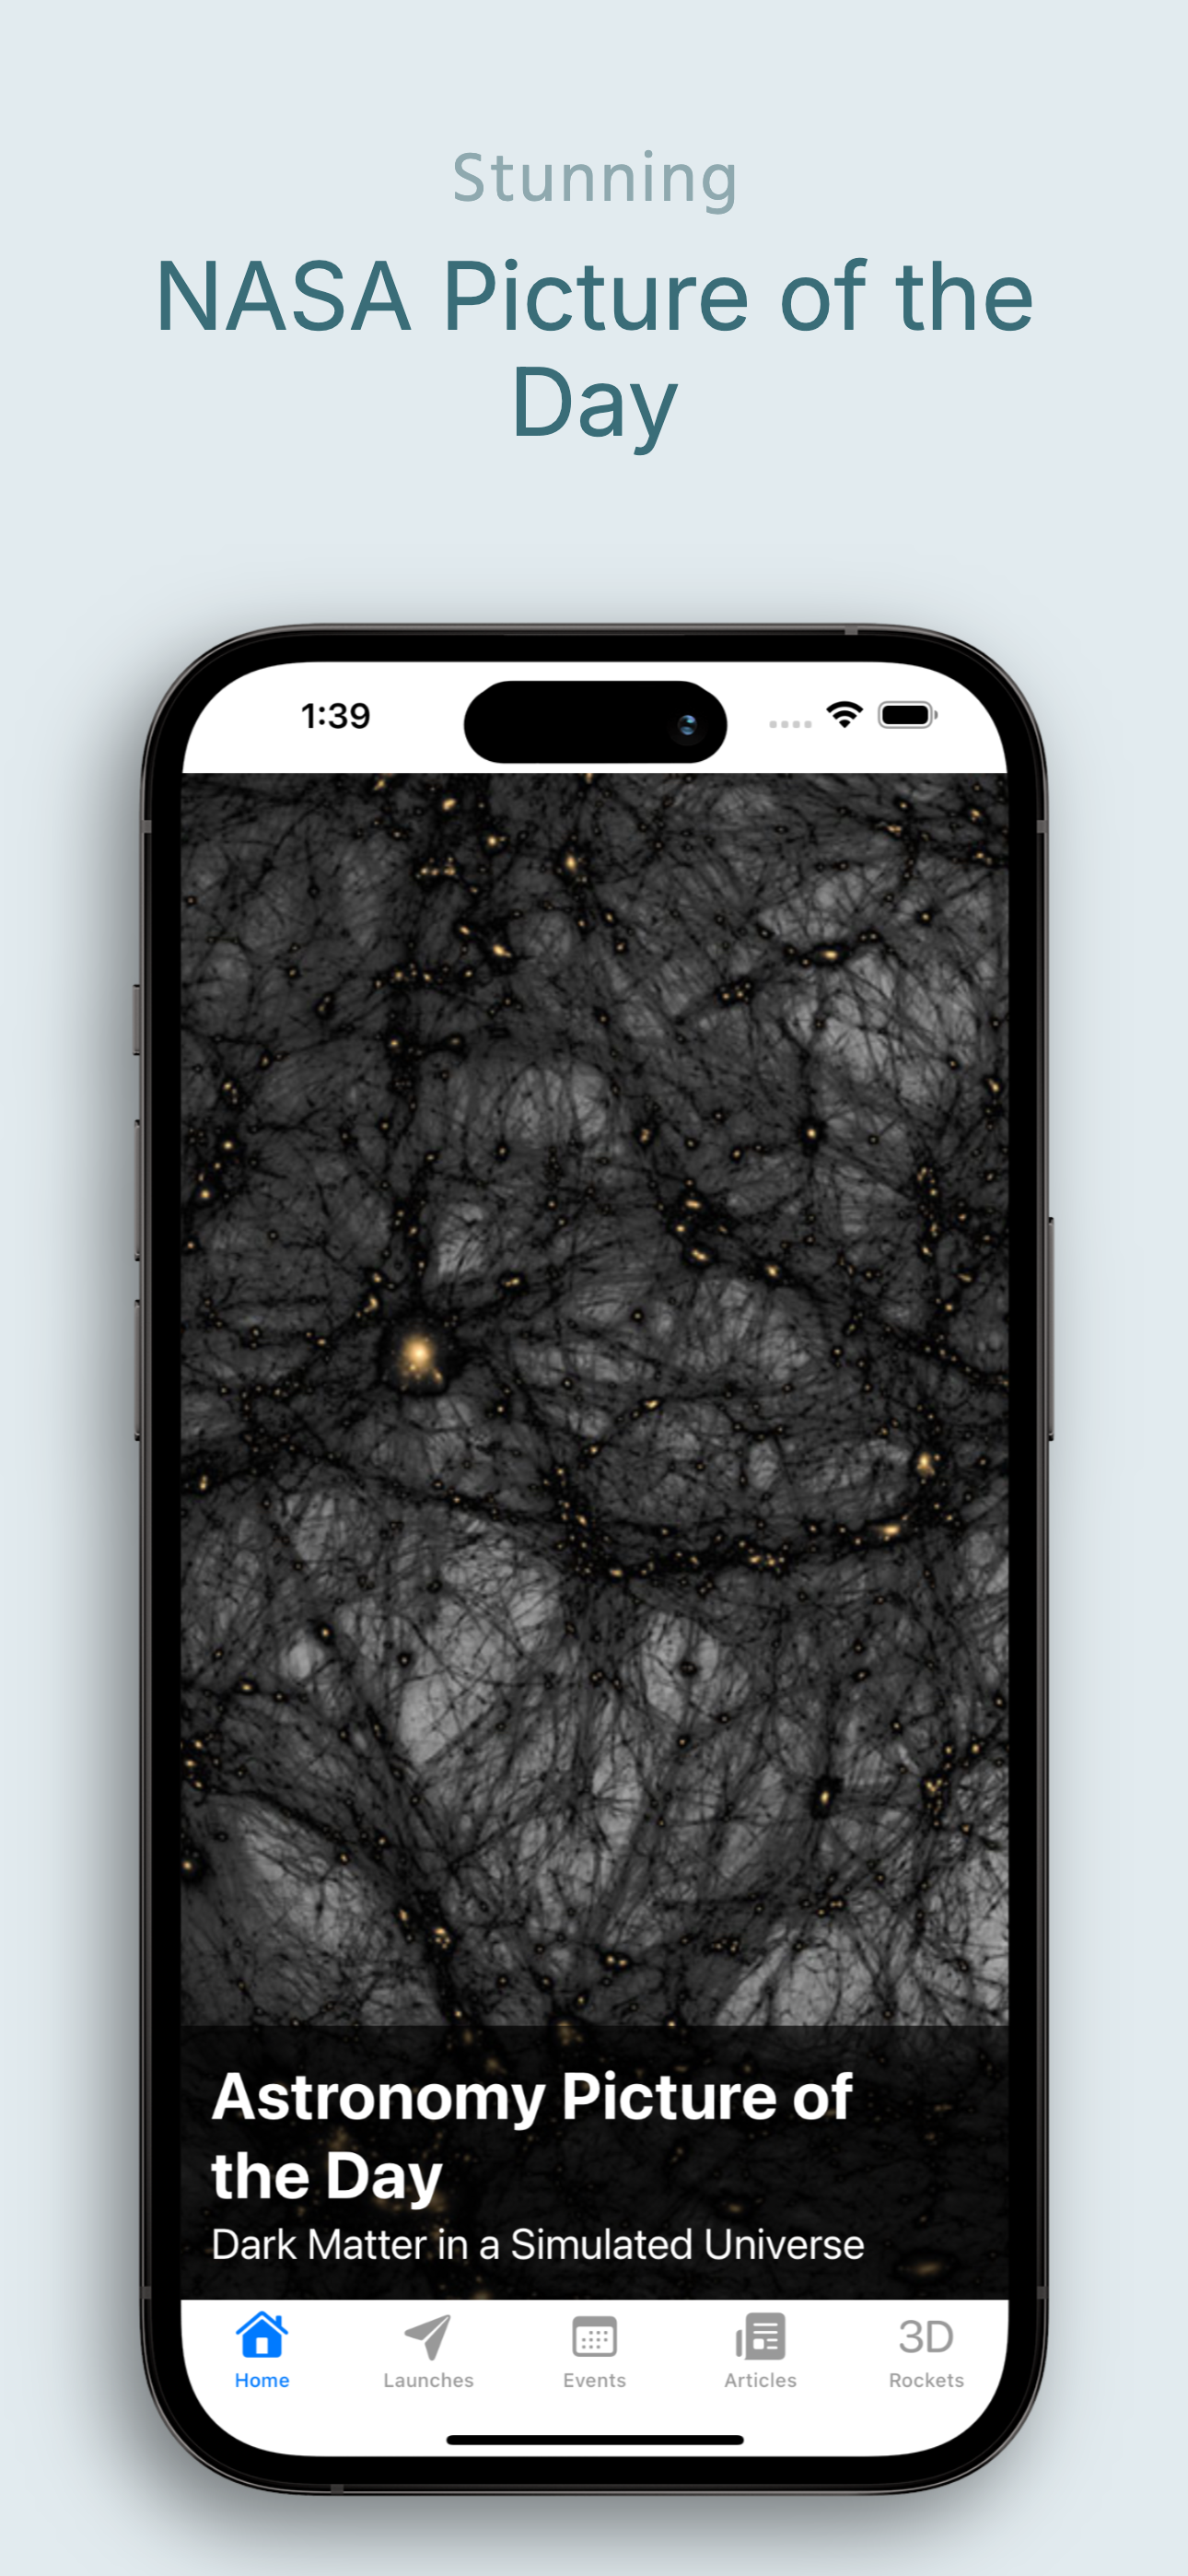 Stunning
NASA Picture of the
Day
1:39
Astronomy Picture of
the Day
Dark Matter in a Simulated Universe
Home
Launches
Events
Articles
3D
Rockets